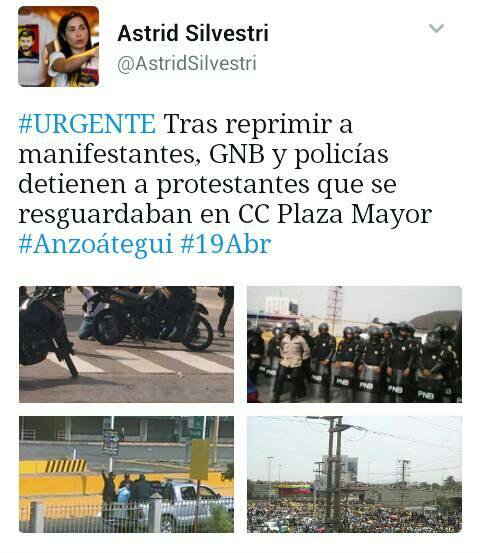 Astrid Silvestri
@AstridSilvestri
#URGENTE Tras reprimir a
manifestantes, GNB y policías
detienen a protestantes que se
resguardaban en CC Plaza Mayor
#Anzoátegui #19Abr
PNB
PNB
PNB